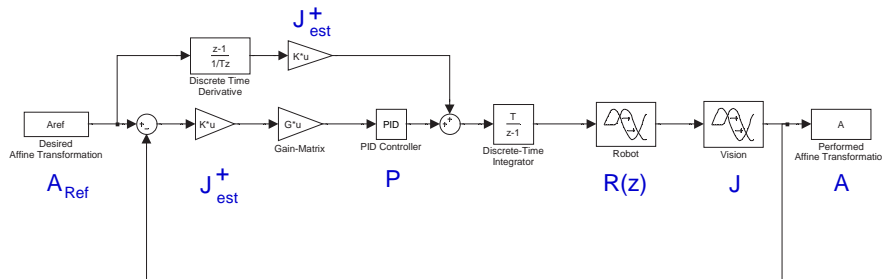 J+est
z-1
1/Tz
K*u
Discrete Time
Derivative
Aref
Desired
Affine Transformation
+-
K*u
G*u
Gain-Matrix
PID
PID Controller
++
T
z-1
Discrete-Time
Integrator
Robot
Vision
A
Performed
Affine Transformatio
ARef
J+est
P
R(z)
J
A